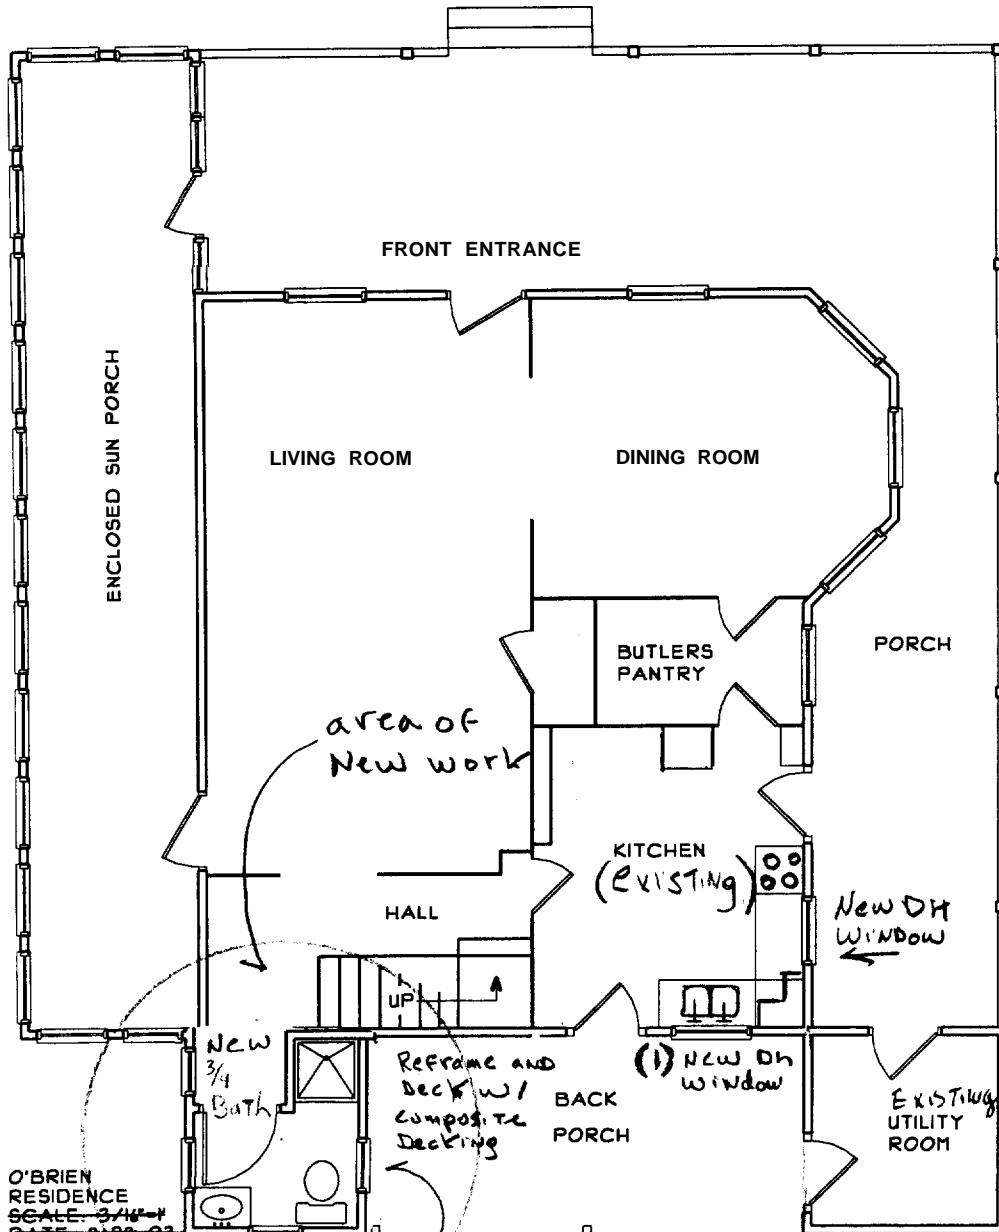 FRONT ENTRANCE
ENCLOSED SUN PORCH
LIVING ROOM
DINING ROOM
BUTLERS
PANTRY
PORCH
area of
New work
KITCHEN
(EXISTING)
HALL
New DH
WINDOW
UP
New
3/4
Bath
Reframe and
Deck w/
composite
Decking
(1) New Dh
window
BACK
PORCH
EXISTING
UTILITY
ROOM
O'BRIEN
RESIDENCE
SCALE: 3/16"=1'